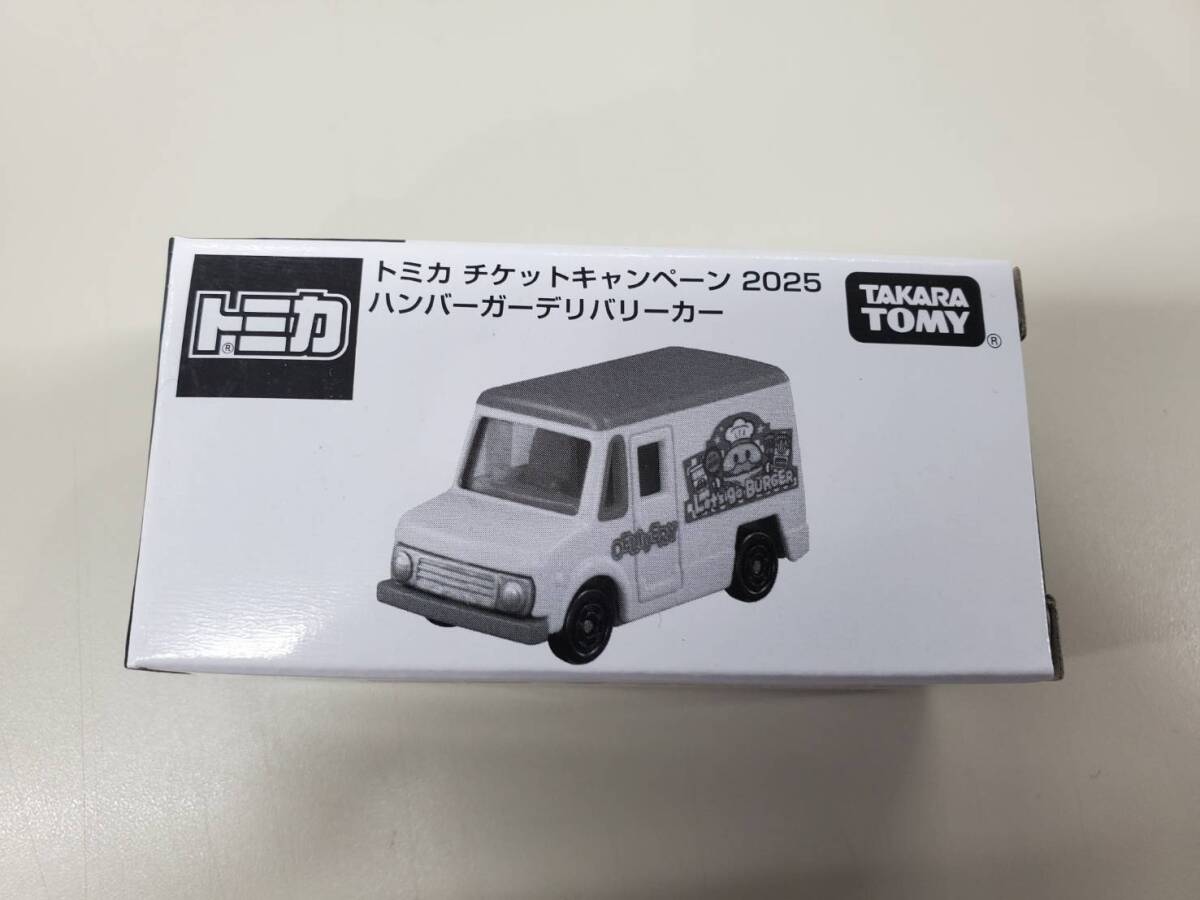 トミカ チケットキャンペーン 2025
ハンバーガーデリバリーカー
トミカ®
TAKARA
TOMY®
Let's go BURGER
DELIVERY